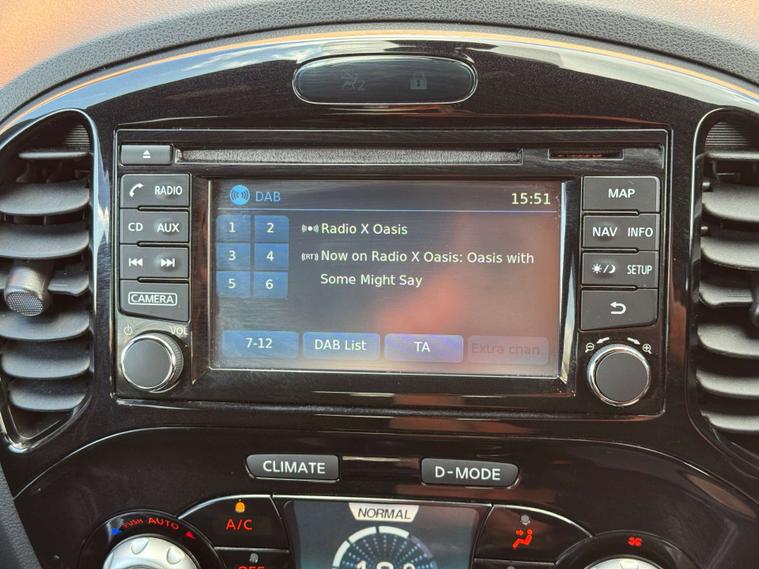 RADIO
CD AUX
CAMERA
VOL
DAB 15:51
1 2
3 4
5 6
Radio X Oasis
Now on Radio X Oasis: Oasis with
Some Might Say
7-12 DAB List TA Extra chan.
MAP
NAV INFO
SETUP
CLIMATE D-MODE
PUSH AUTO
A/C
OFF
NORMAL